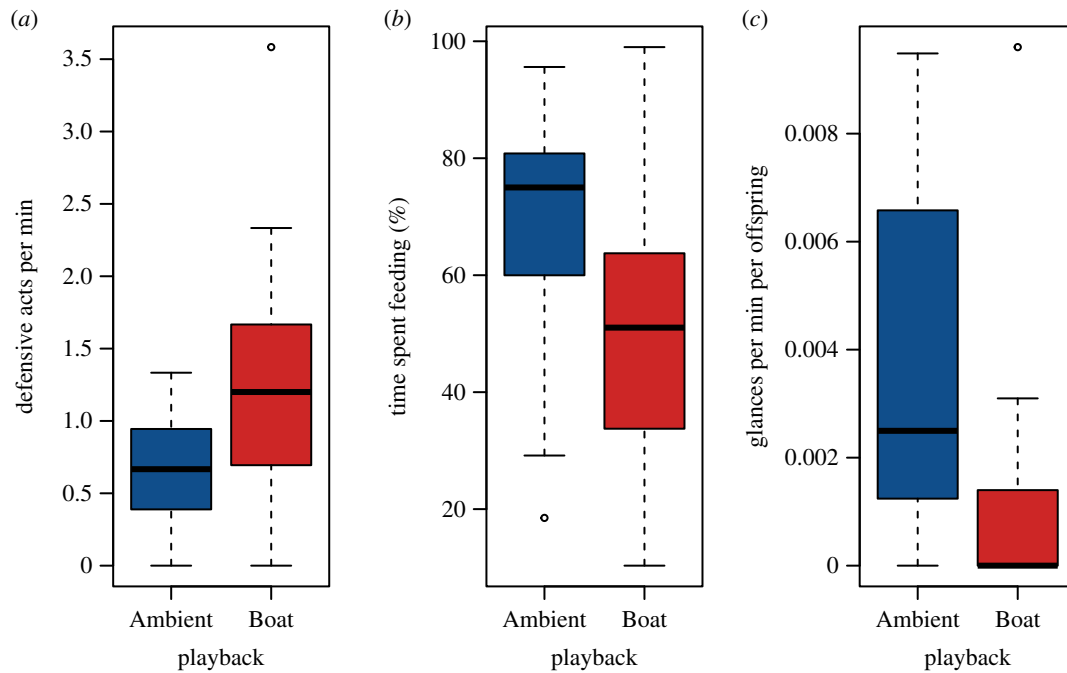 (a)
defensive acts per min
3.5
3.0
2.5
2.0
1.5
1.0
0.5
0
Ambient Boat
playback
(b)
time spent feeding (%)
100
80
60
40
20
Ambient Boat
playback
(c)
glances per min per offspring
0.008
0.006
0.004
0.002
0
Ambient Boat
playback